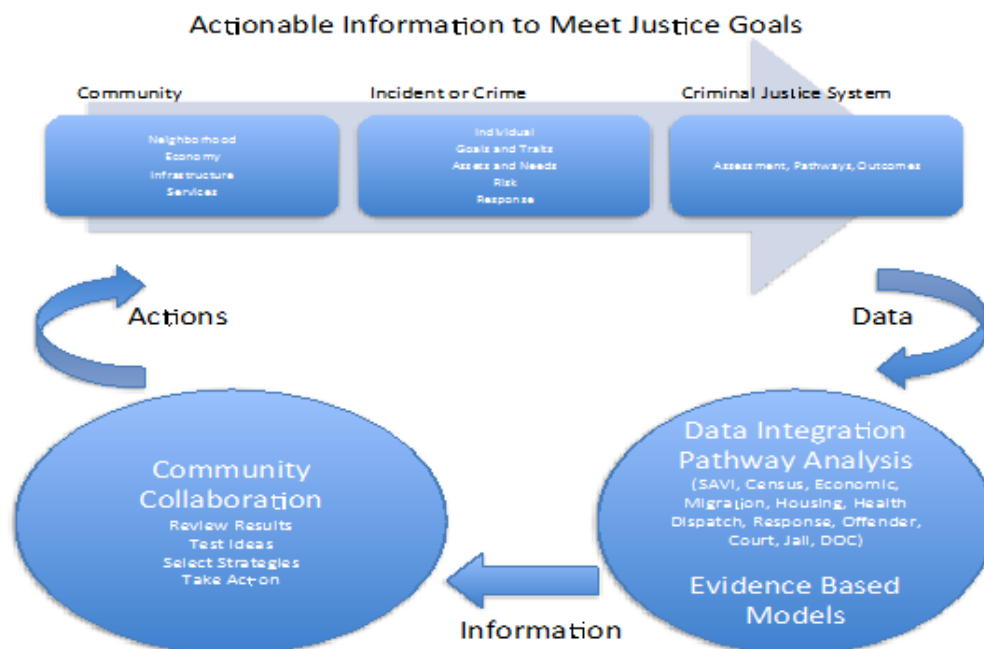 Actionable Information to Meet Justice Goals
Community
Incident or Crime
Criminal Justice System
Neighborhood
Economy
Infrastructure
Services
Individual
Goals and Traits
Assets and Needs
Risk
Response
Assessment, Pathways, Outcomes
Actions
Data
Community
Collaboration
Review Results
Test Ideas
Select Strategies
Take Action
Data Integration
Pathway Analysis
(SAVI, Census, Economic,
Migration, Housing, Health
Dispatch, Response, Offender,
Court, Jail, DOC)
Evidence Based
Models
Information